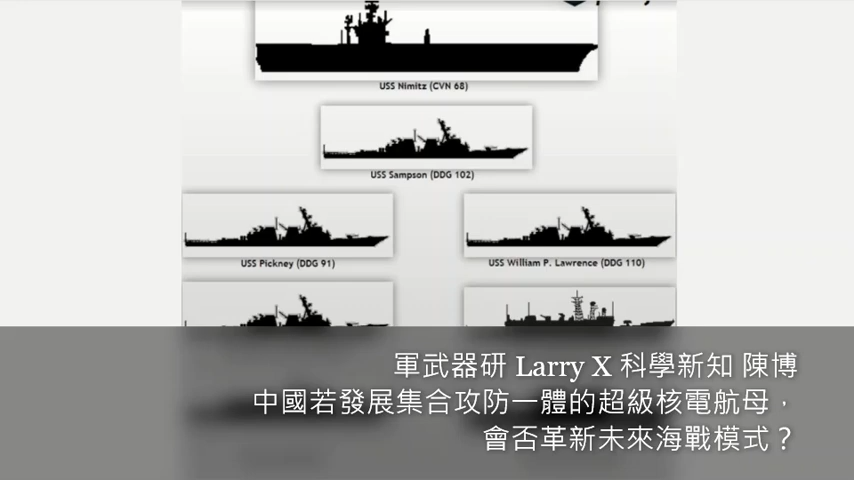 USS Nimitz (CVN 68)
USS Sampson (DDG 102)
USS Pickney (DDG 91)
USS William P. Lawrence (DDG 110)
軍武器研 Larry X 科學新知 陳博
中國若發展集合攻防一體的超級核電航母，
會否革新未來海戰模式？